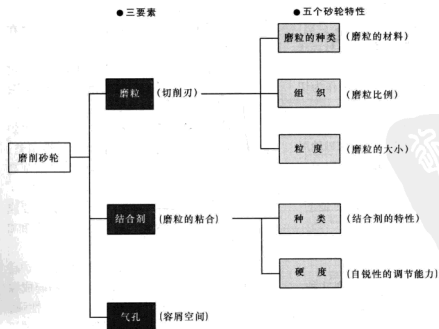 ●三要素
●五个砂轮特性
磨削砂轮
磨粒 (切削刃)
磨粒的种类 (磨粒的材料)
组织 (磨粒比例)
粒度 (磨粒的大小)
结合剂 (磨粒的粘合)
种类 (结合剂的特性)
硬度 (自锐性的调节能力)
气孔 (容屑空间)